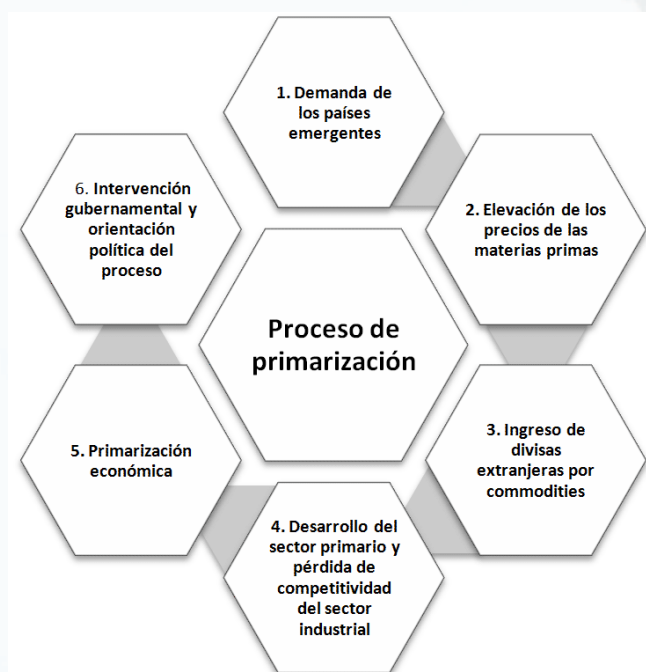 1. Demanda de
los países
emergentes
2. Elevación de los
precios de las
materias primas
3. Ingreso de
divisas
extranjeras por
commodities
4. Desarrollo del
sector primario y
pérdida de
competitividad
del sector
industrial
5. Primarización
económica
6. Intervención
gubernamental y
orientación
política del
proceso
Proceso de
primarización